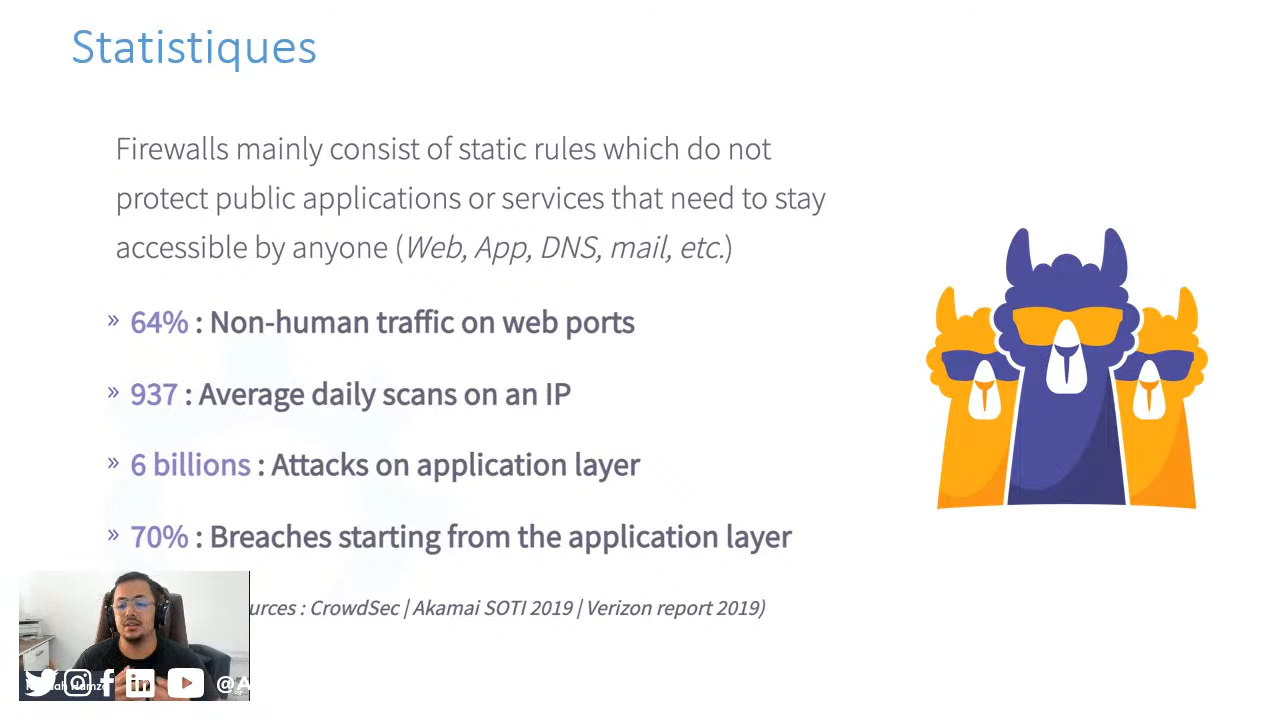 Statistiques
Firewalls mainly consist of static rules which do not
protect public applications or services that need to stay
accessible by anyone (Web, App, DNS, mail, etc.)
» 64% : Non-human traffic on web ports
» 937 : Average daily scans on an IP
» 6 billions : Attacks on application layer
» 70% : Breaches starting from the application layer
urces : CrowdSec | Akamai SOTI 2019 | Verizon report 2019)
@A